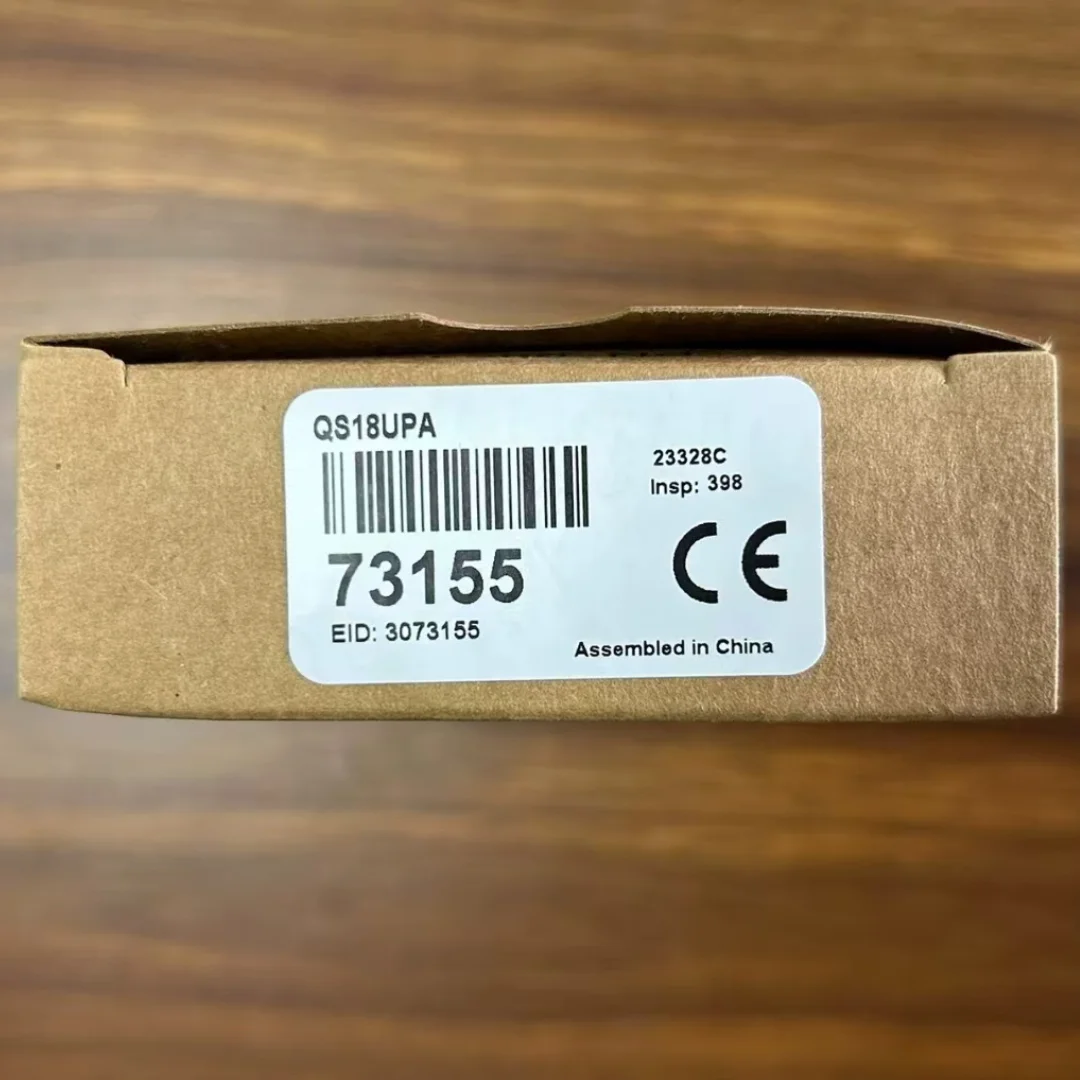 QS18UPA
23328C
Insp: 398
73155
CE
EID: 3073155
Assembled in China